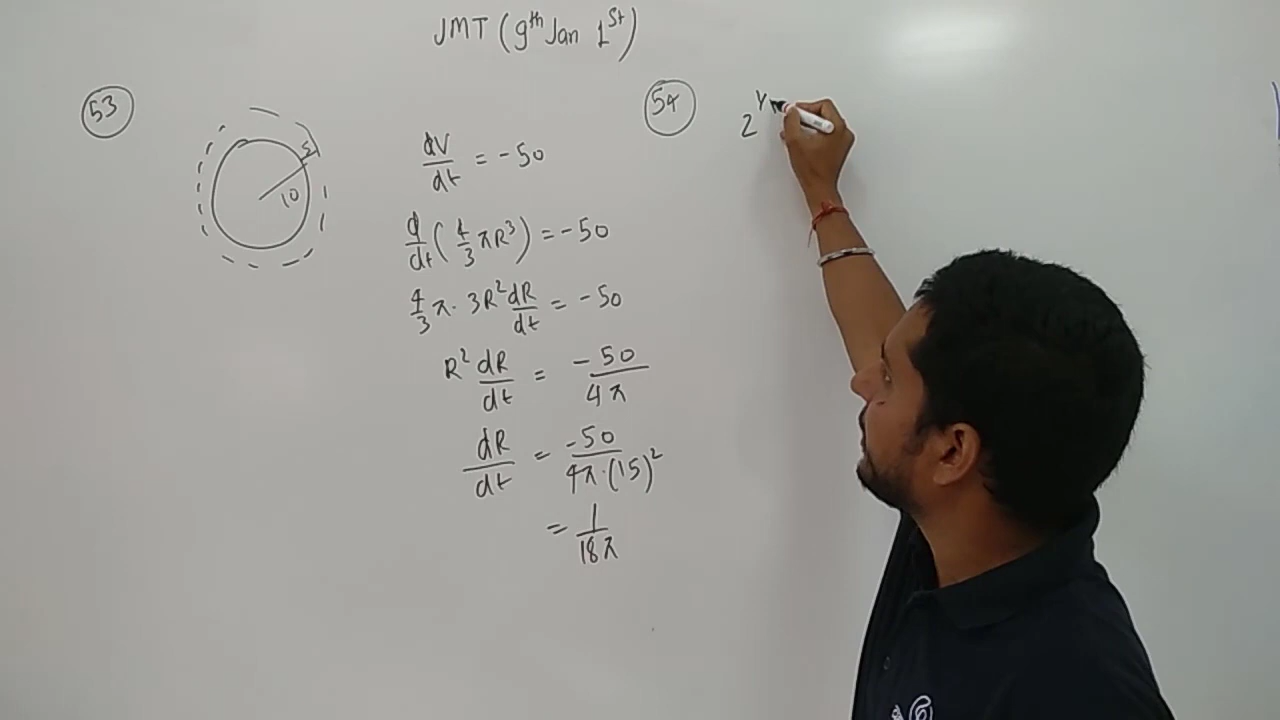 JMT (9th Jan 1st)
53
5
10
dV/dt = -50
d/dt (4/3 πR³) = -50
4/3 π. 3R² dR/dt = -50
R² dR/dt = -50/4π
dR/dt = -50/4π.(15)²
= 1/18π
54
2